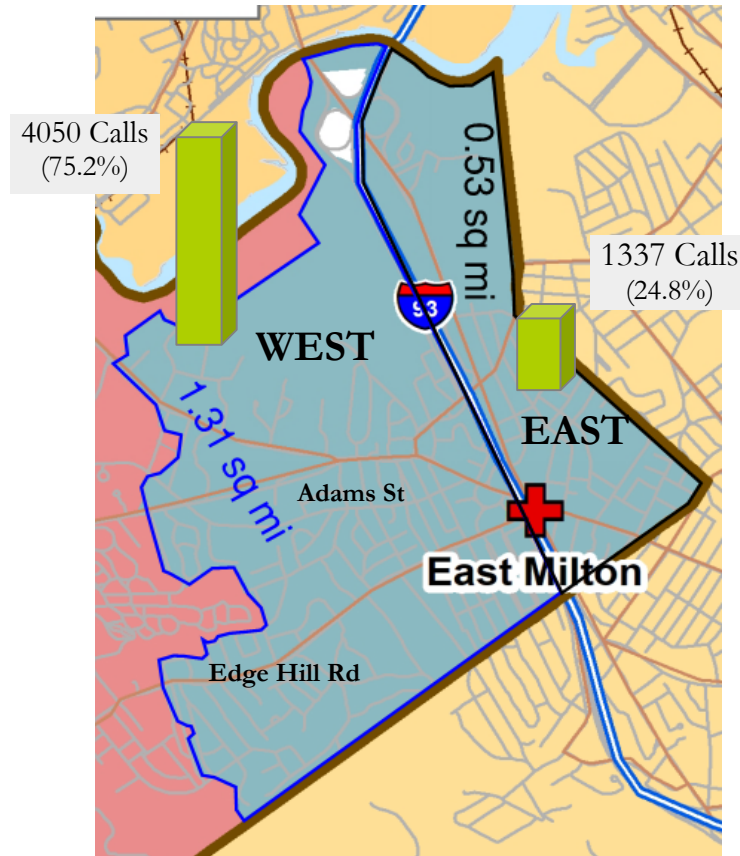 4050 Calls
(75.2%)
0.53 sq mi
1337 Calls
(24.8%)
93
WEST
EAST
1.31 sq mi
Adams St
East Milton
Edge Hill Rd